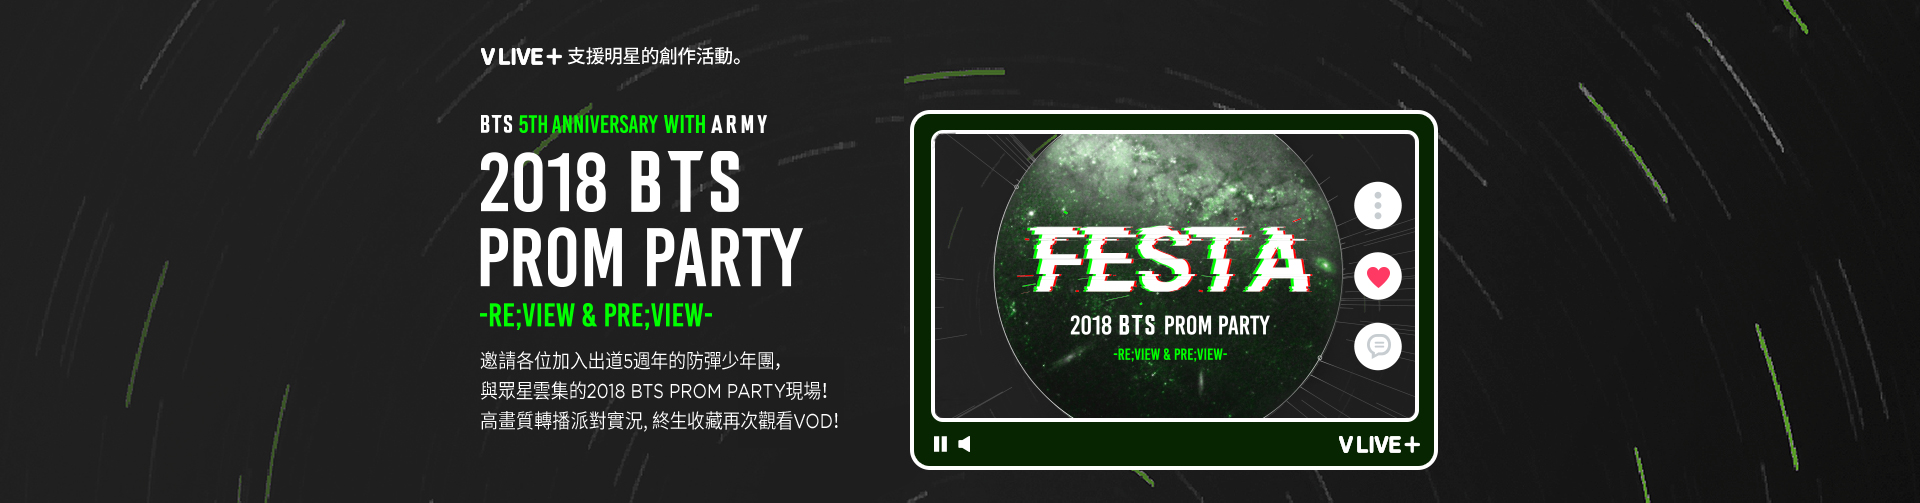 V LIVE+ 支援明星的創作活動。
BTS 5TH ANNIVERSARY WITH ARMY
2018 BTS
PROM PARTY
-RE;VIEW & PRE;VIEW-
邀請各位加入出道5週年的防彈少年團,
與眾星雲集的2018 BTS PROM PARTY現場!
高畫質轉播派對實況, 終生收藏再次觀看VOD!
FESTA
2018 BTS PROM PARTY
-RE;VIEW & PRE;VIEW-
V LIVE+